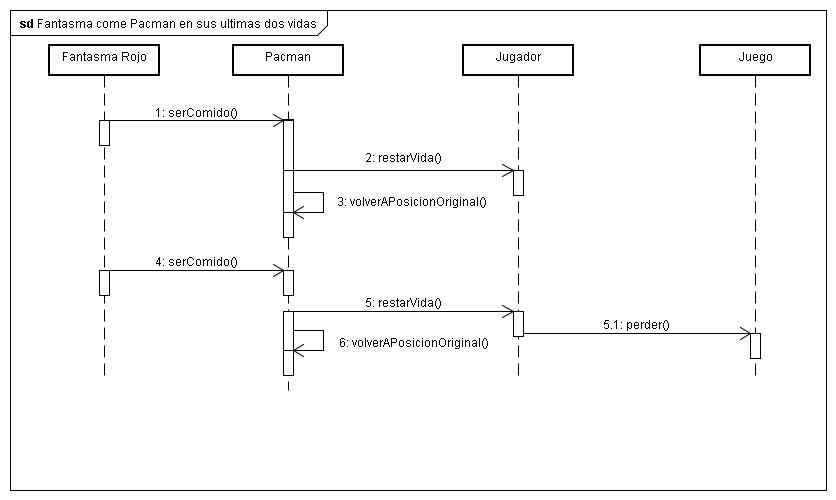 sd Fantasma come Pacman en sus ultimas dos vidas
Fantasma Rojo
Pacman
Jugador
Juego
1: serComido()
2: restarVida()
3: volverAPosicionOriginal()
4: serComido()
5: restarVida()
5.1: perder()
6: volverAPosicionOriginal()